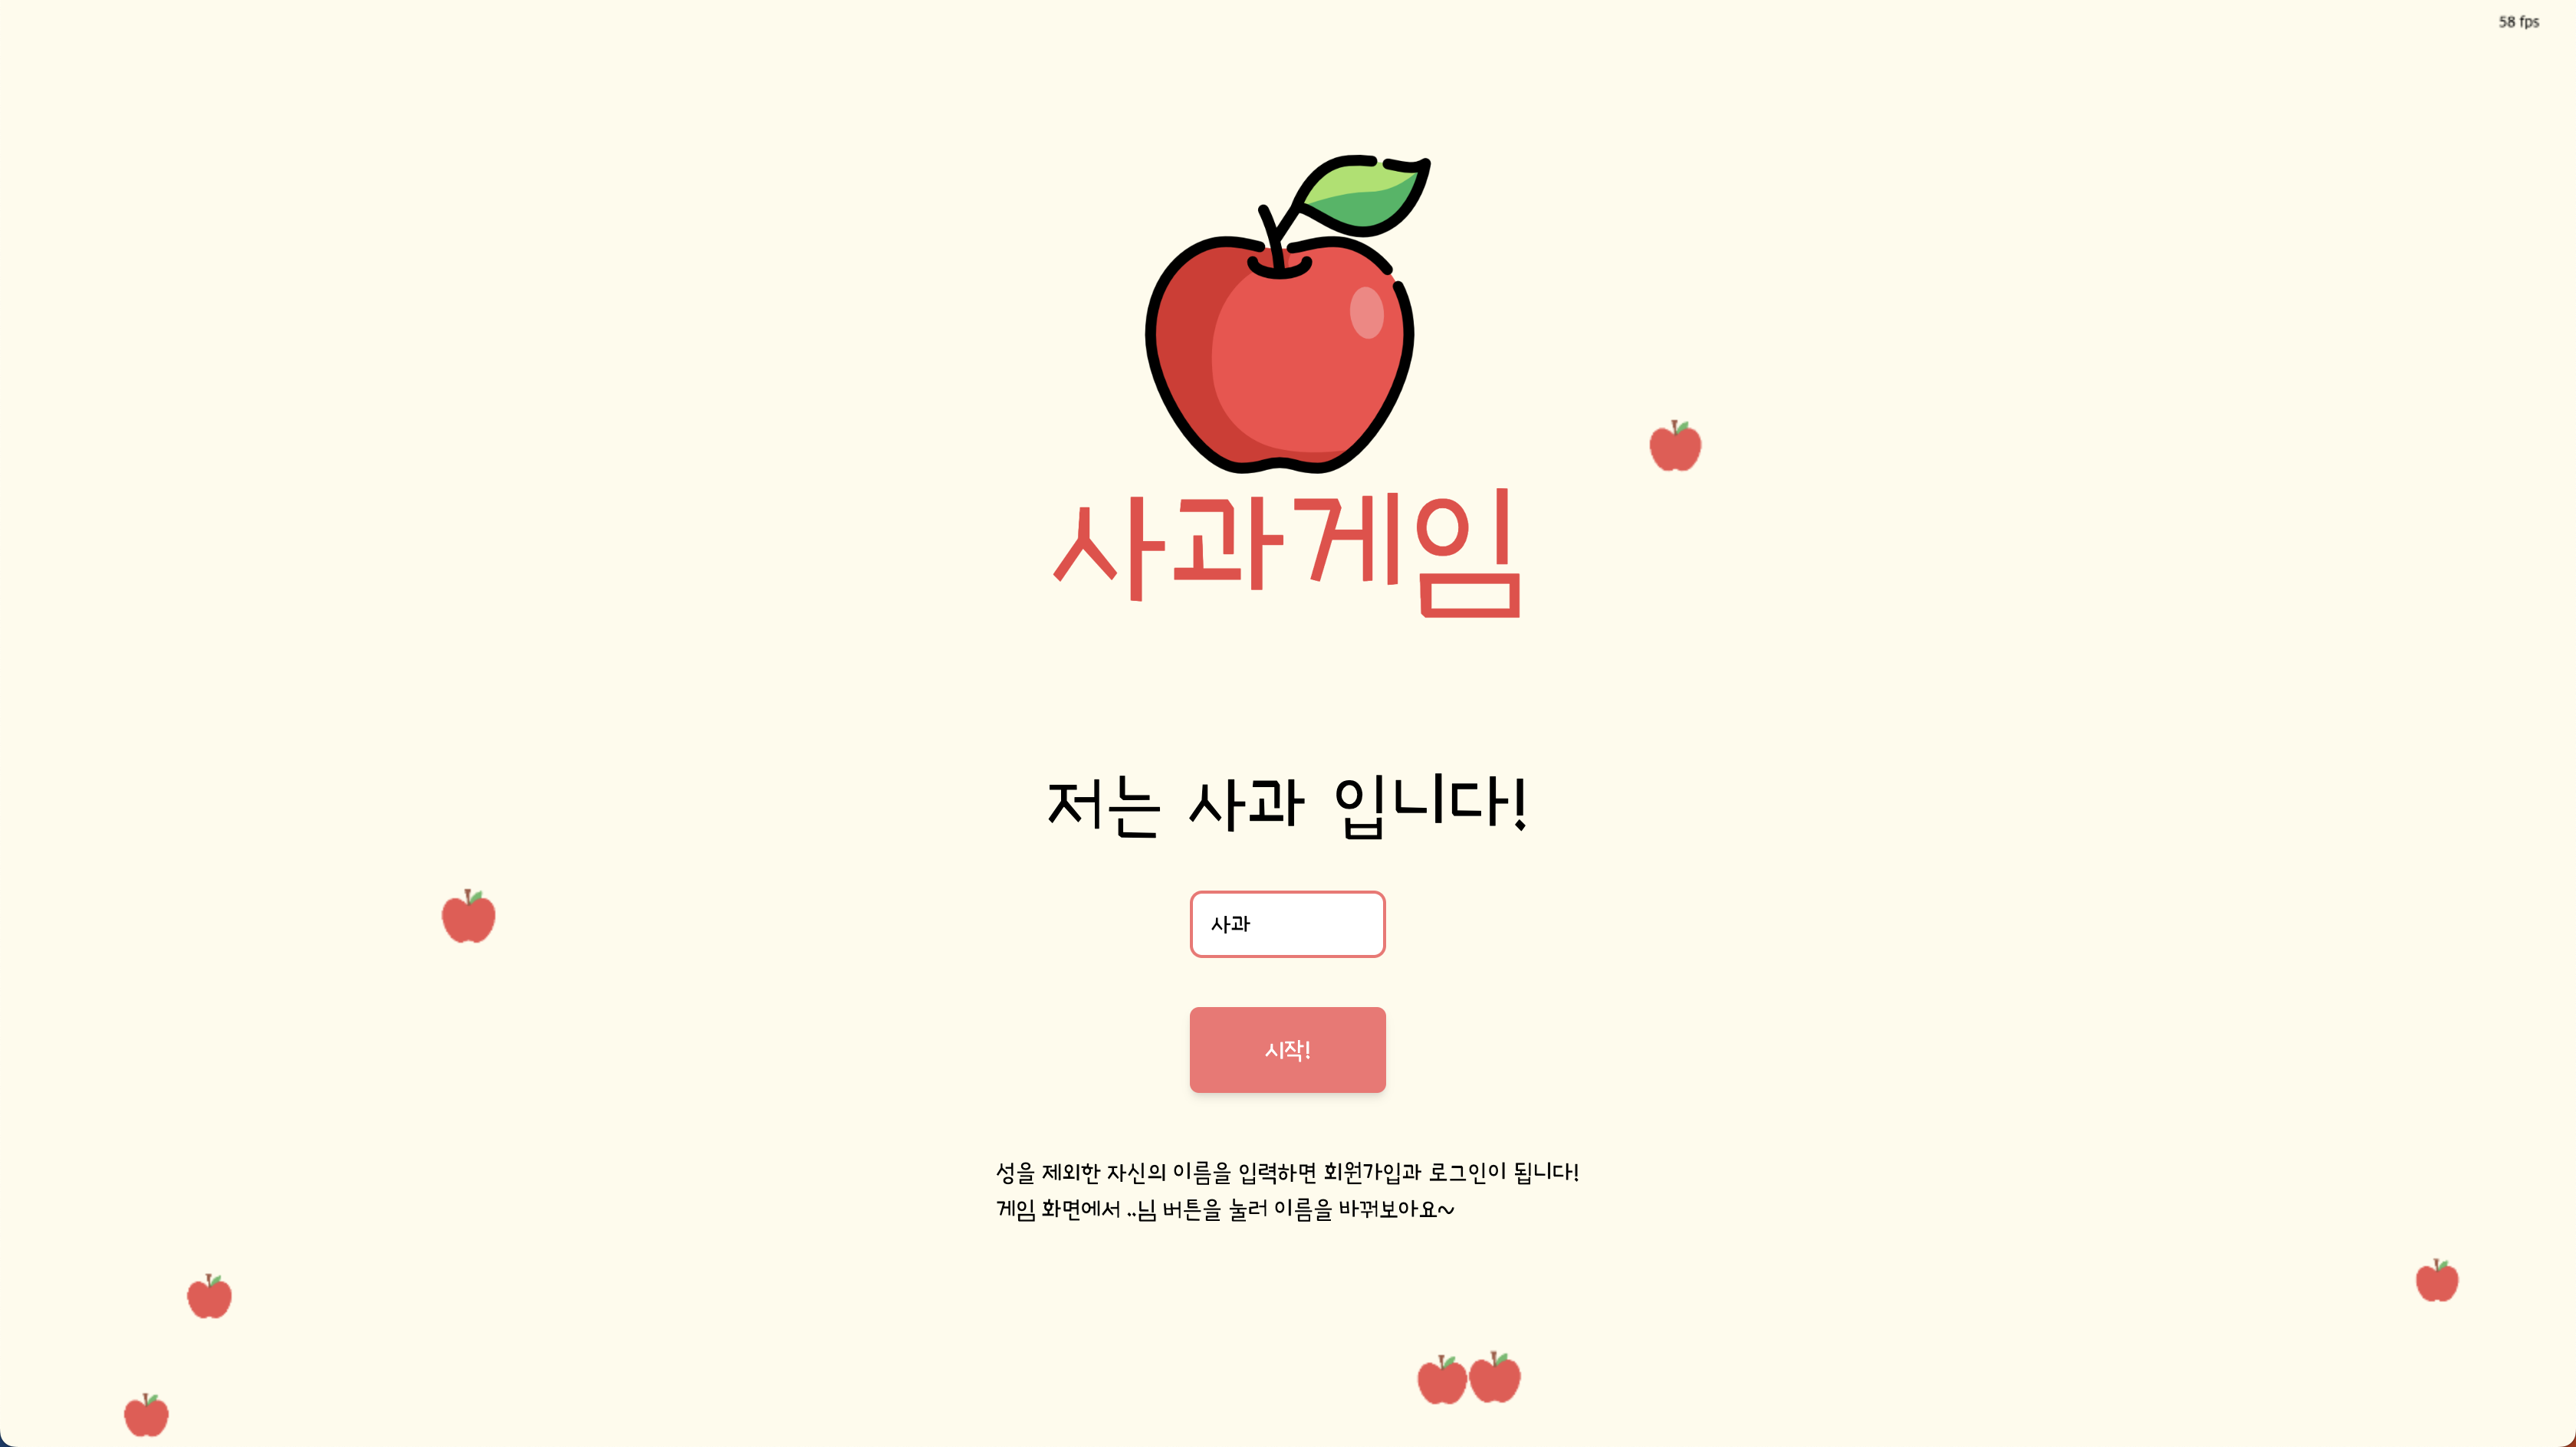 58 fps
사과게임
저는 사과 입니다!
사과
시작!
성을 제외한 자신의 이름을 입력하면 회원가입과 로그인이 됩니다!
게임 화면에서 ..님 버튼을 눌러 이름을 바꿔보아요~